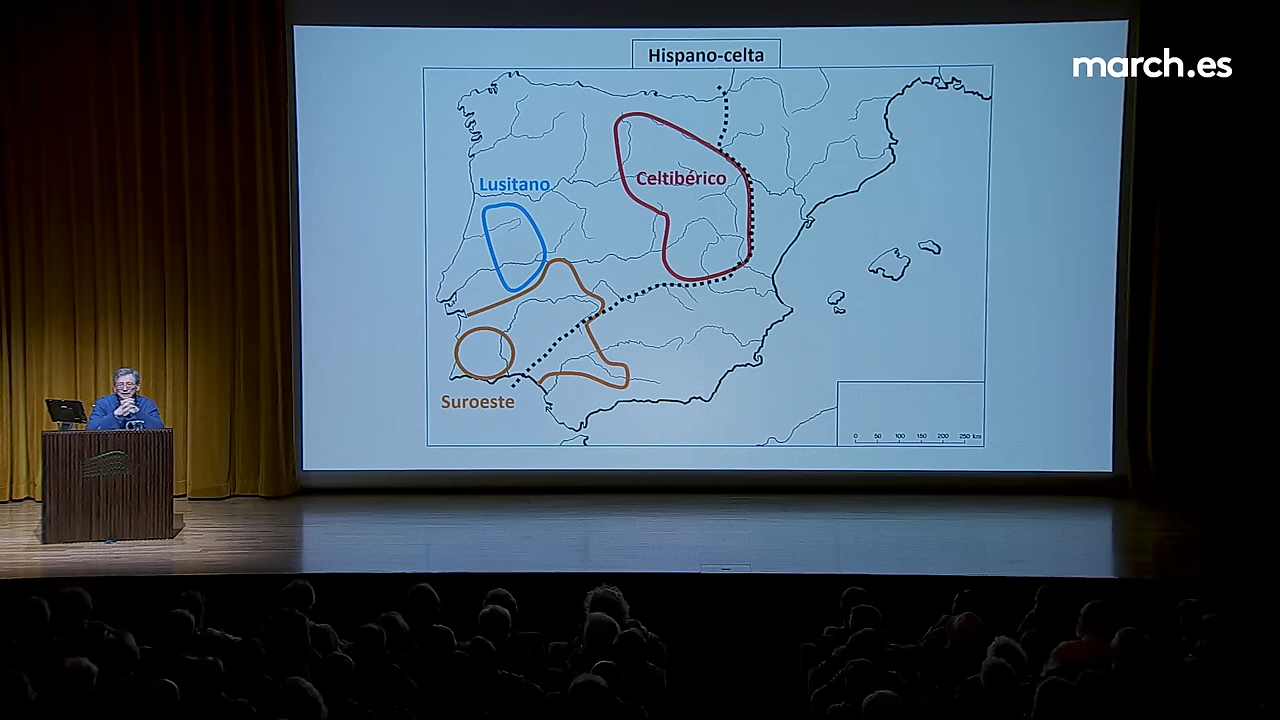 Hispano-celta
march.es
Celtibérico
Lusitano
Suroeste
0 50 100 150 200 250 km